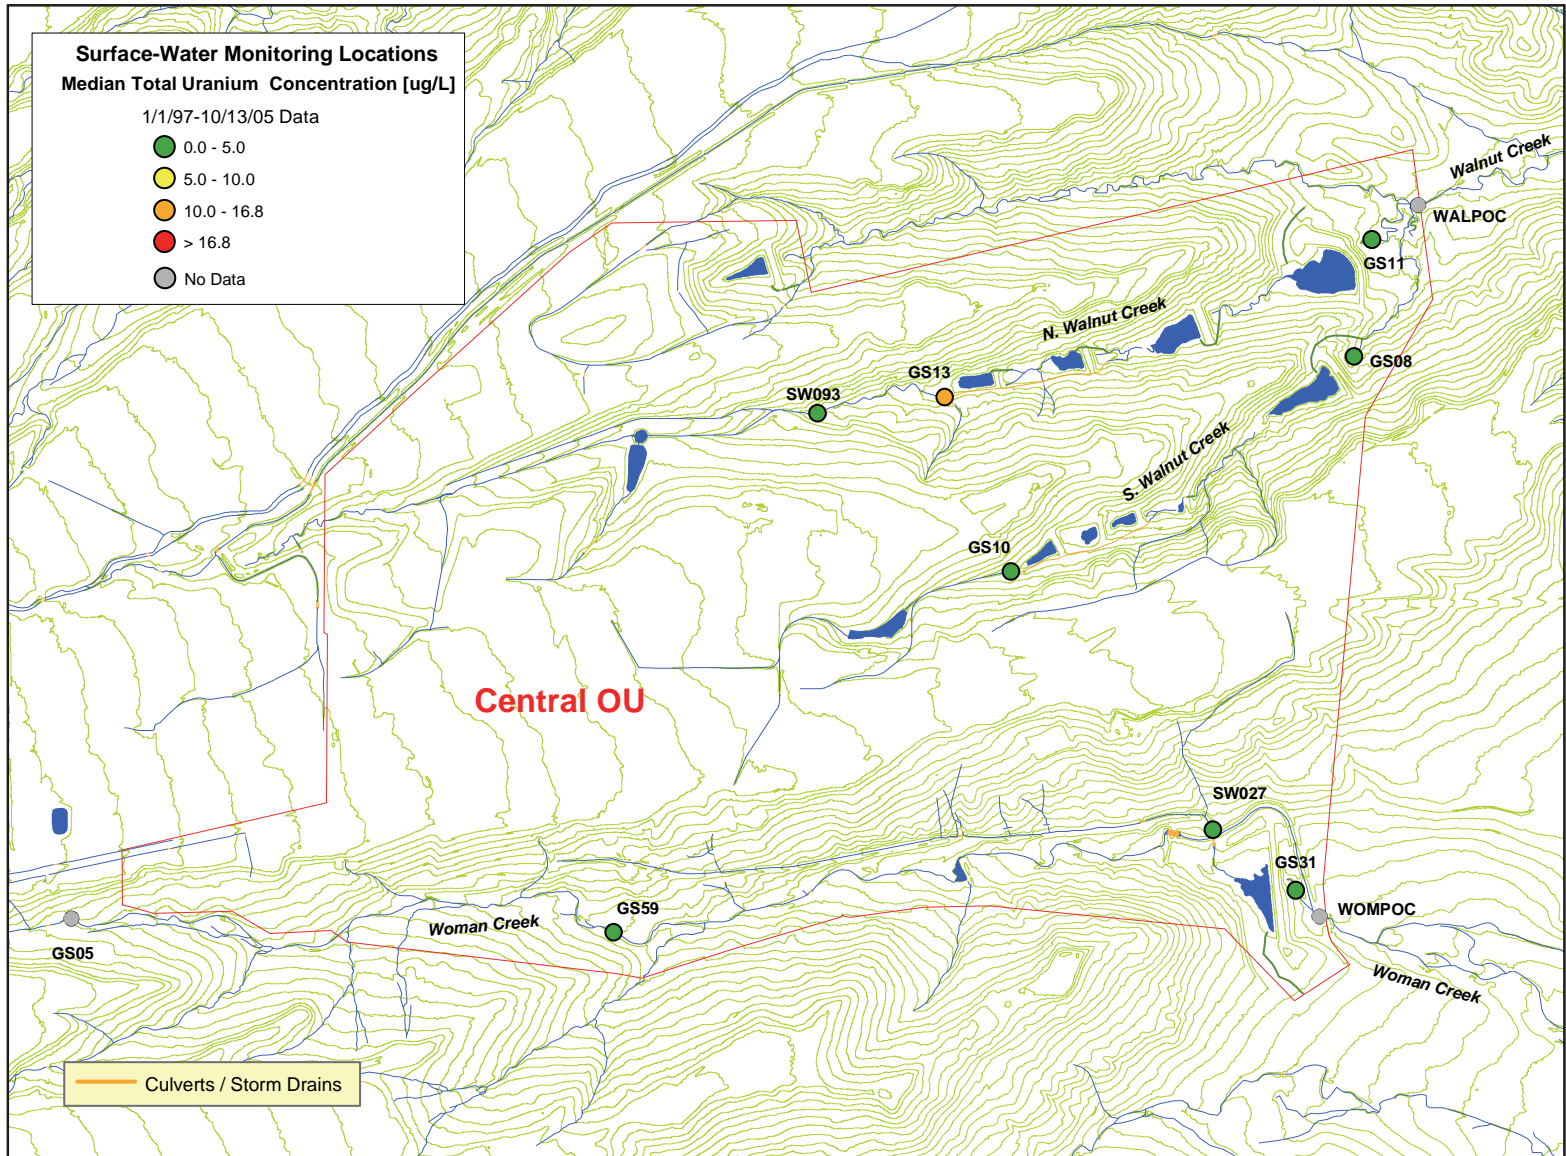 Surface-Water Monitoring Locations
Median Total Uranium Concentration [ug/L]
1/1/97-10/13/05 Data
0.0 - 5.0
5.0 - 10.0
10.0 - 16.8
> 16.8
No Data
Walnut Creek
WALPOC
GS11
N. Walnut Creek
GS08
GS13
SW093
S. Walnut Creek
GS10
Central OU
SW027
GS31
GS59
WOMPOC
Woman Creek
GS05
Woman Creek
Culverts / Storm Drains